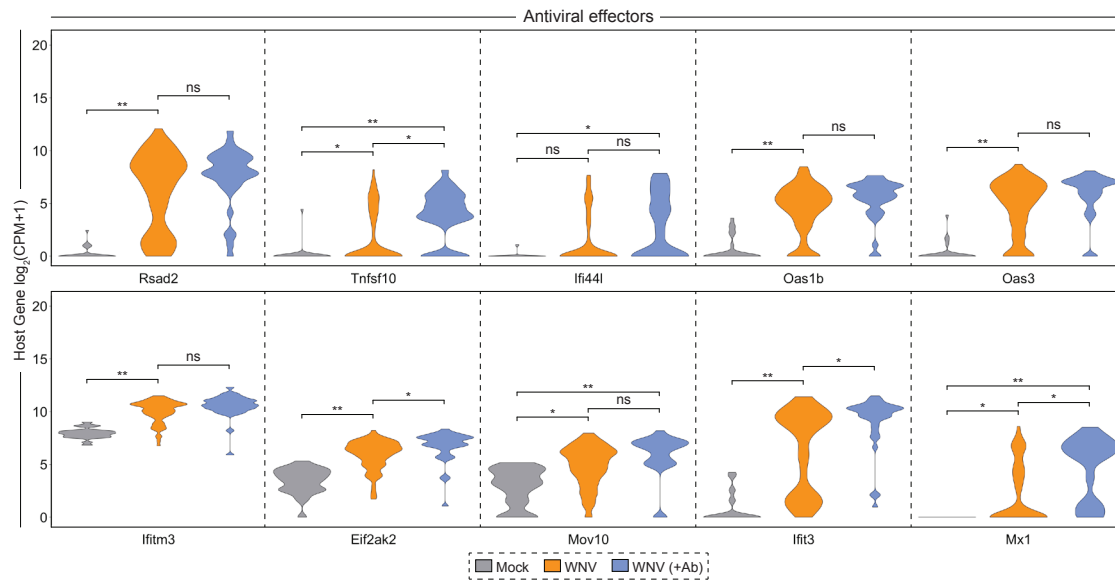 Antiviral effectors
Host Gene log2(CPM+1)
20
15
10
5
0
**
ns
**
*
*
*
ns
ns
**
ns
**
ns
Rsad2
Tnfsf10
Ifi44l
Oas1b
Oas3
20
15
10
5
0
**
ns
**
*
**
*
ns
**
*
**
*
*
Ifitm3
Eif2ak2
Mov10
Ifit3
Mx1
Mock
WNV
WNV (+Ab)